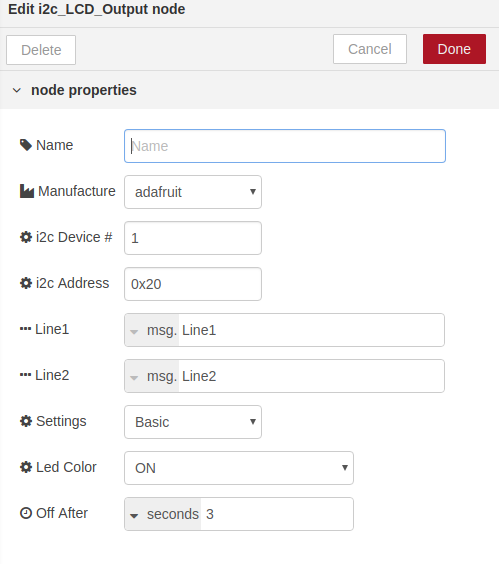 Edit i2c_LCD_Output node
Delete Cancel Done
node properties
Name Name
Manufacture adafruit
i2c Device # 1
i2c Address 0x20
Line1 msg. Line1
Line2 msg. Line2
Settings Basic
Led Color ON
Off After seconds 3